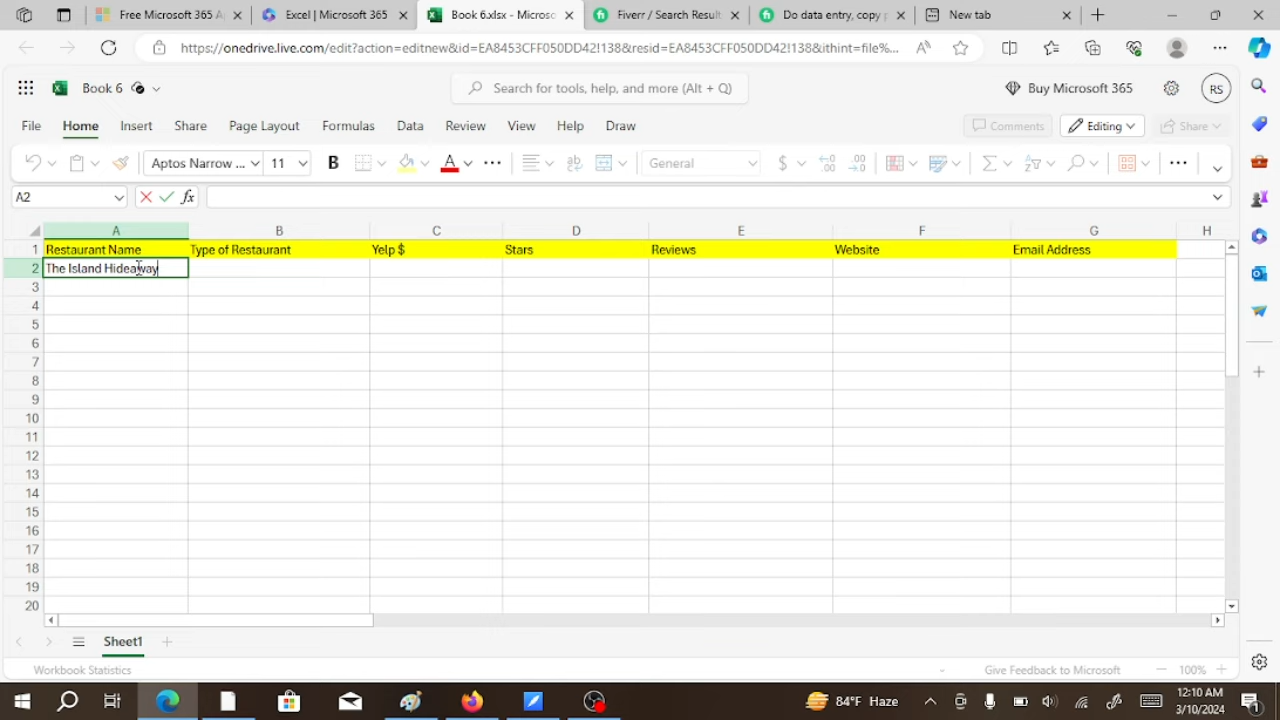 Free Microsoft 365
Excel | Microsoft 365
Book 6.xlsx - Microso
Fiverr / Search Result
Do data entry, copy
New tab
https://onedrive.live.com/edit?action=editnew&id=EA8453CFF050DD42!138&resid=EA8453CFF050DD42!138&ithint=file%...
Book 6
Search for tools, help, and more (Alt + Q)
Buy Microsoft 365
RS
File Home Insert Share Page Layout Formulas Data Review View Help Draw
Comments
Editing
Share
Aptos Narrow ...
11
B
A
General
$
A2
fx
A B C D E F G H
1 Restaurant Name Type of Restaurant Yelp $ Stars Reviews Website Email Address
2 The Island Hideaway
3
4
5
6
7
8
9
10
11
12
13
14
15
16
17
18
19
20
Sheet1
Workbook Statistics
Give Feedback to Microsoft
100%
84°F Haze
12:10 AM
3/10/2024
1